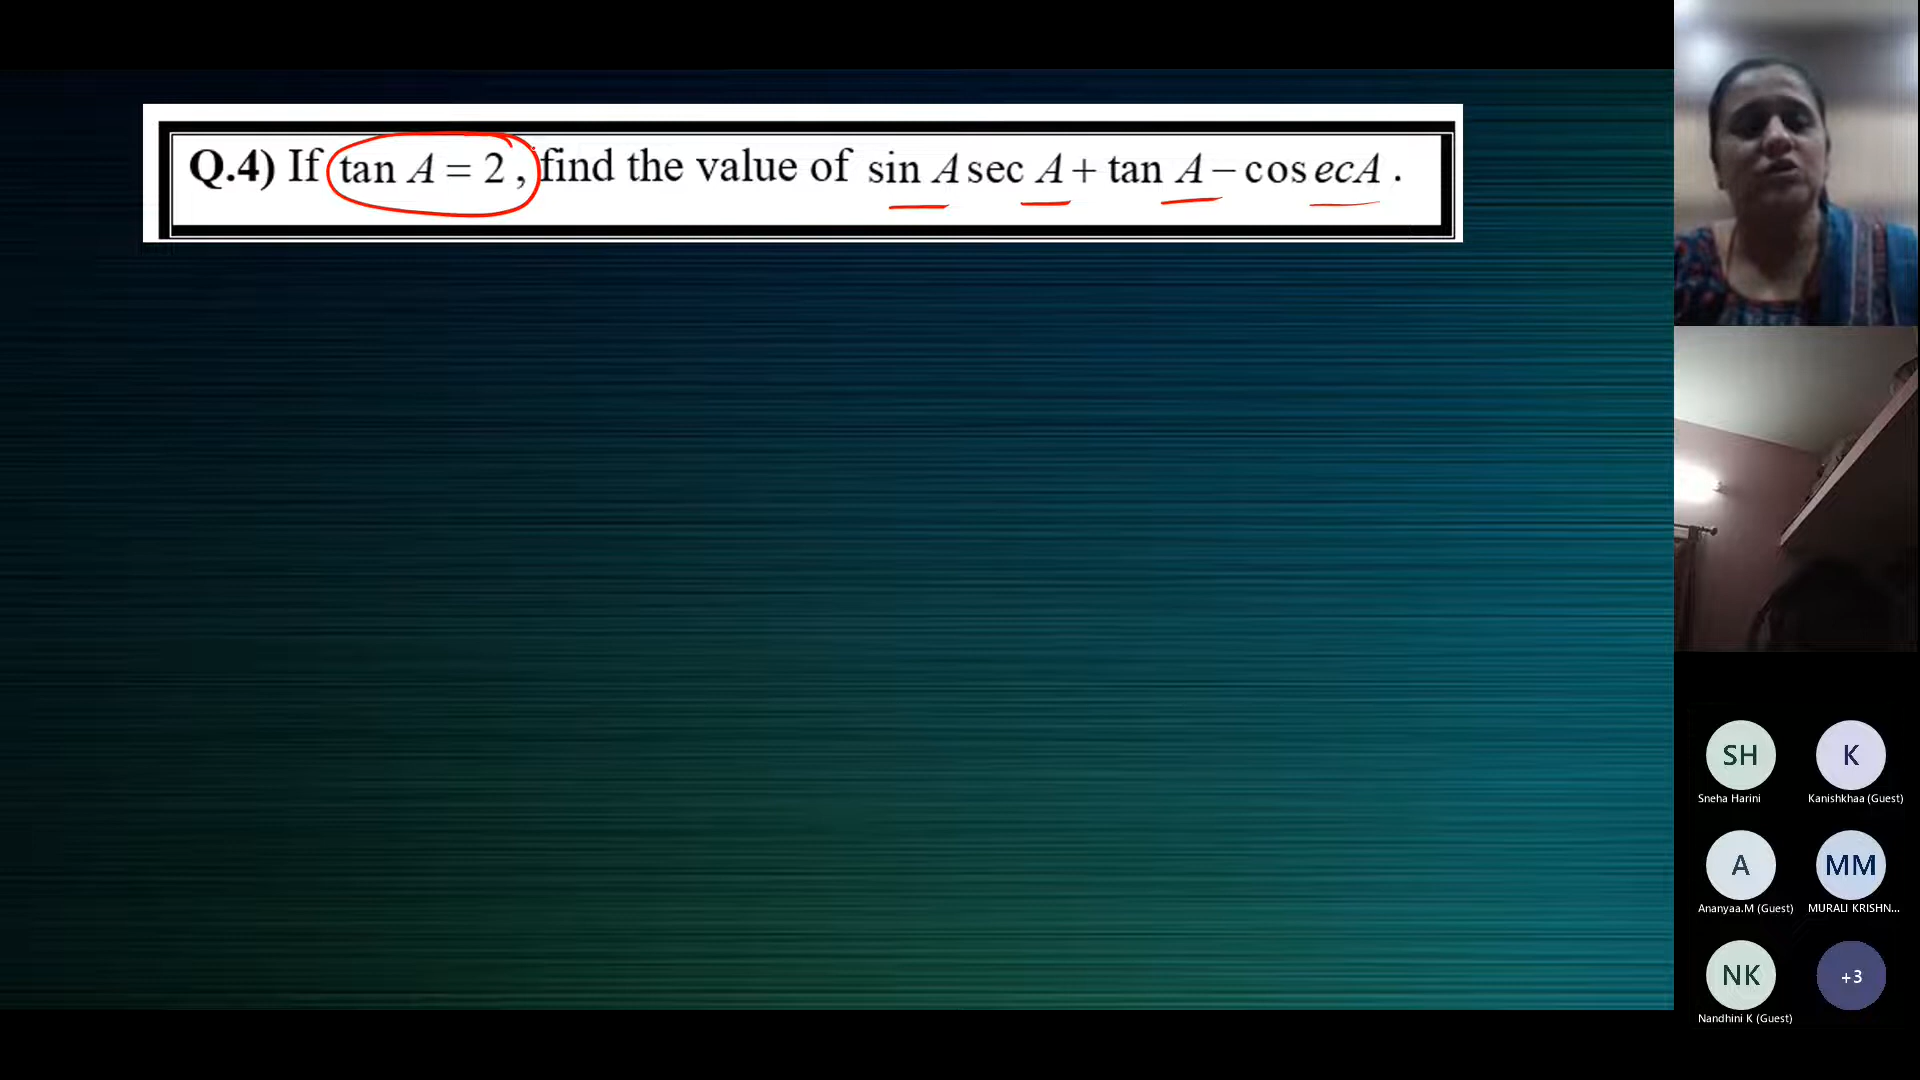 Q.4) If tan A = 2, find the value of sin A sec A + tan A − cosecA.
SH
K
Sneha Harini
Kanishkhaa (Guest)
A
MM
Ananyaa.M (Guest)
MURALI KRISHN...
NK
+3
Nandhini K (Guest)